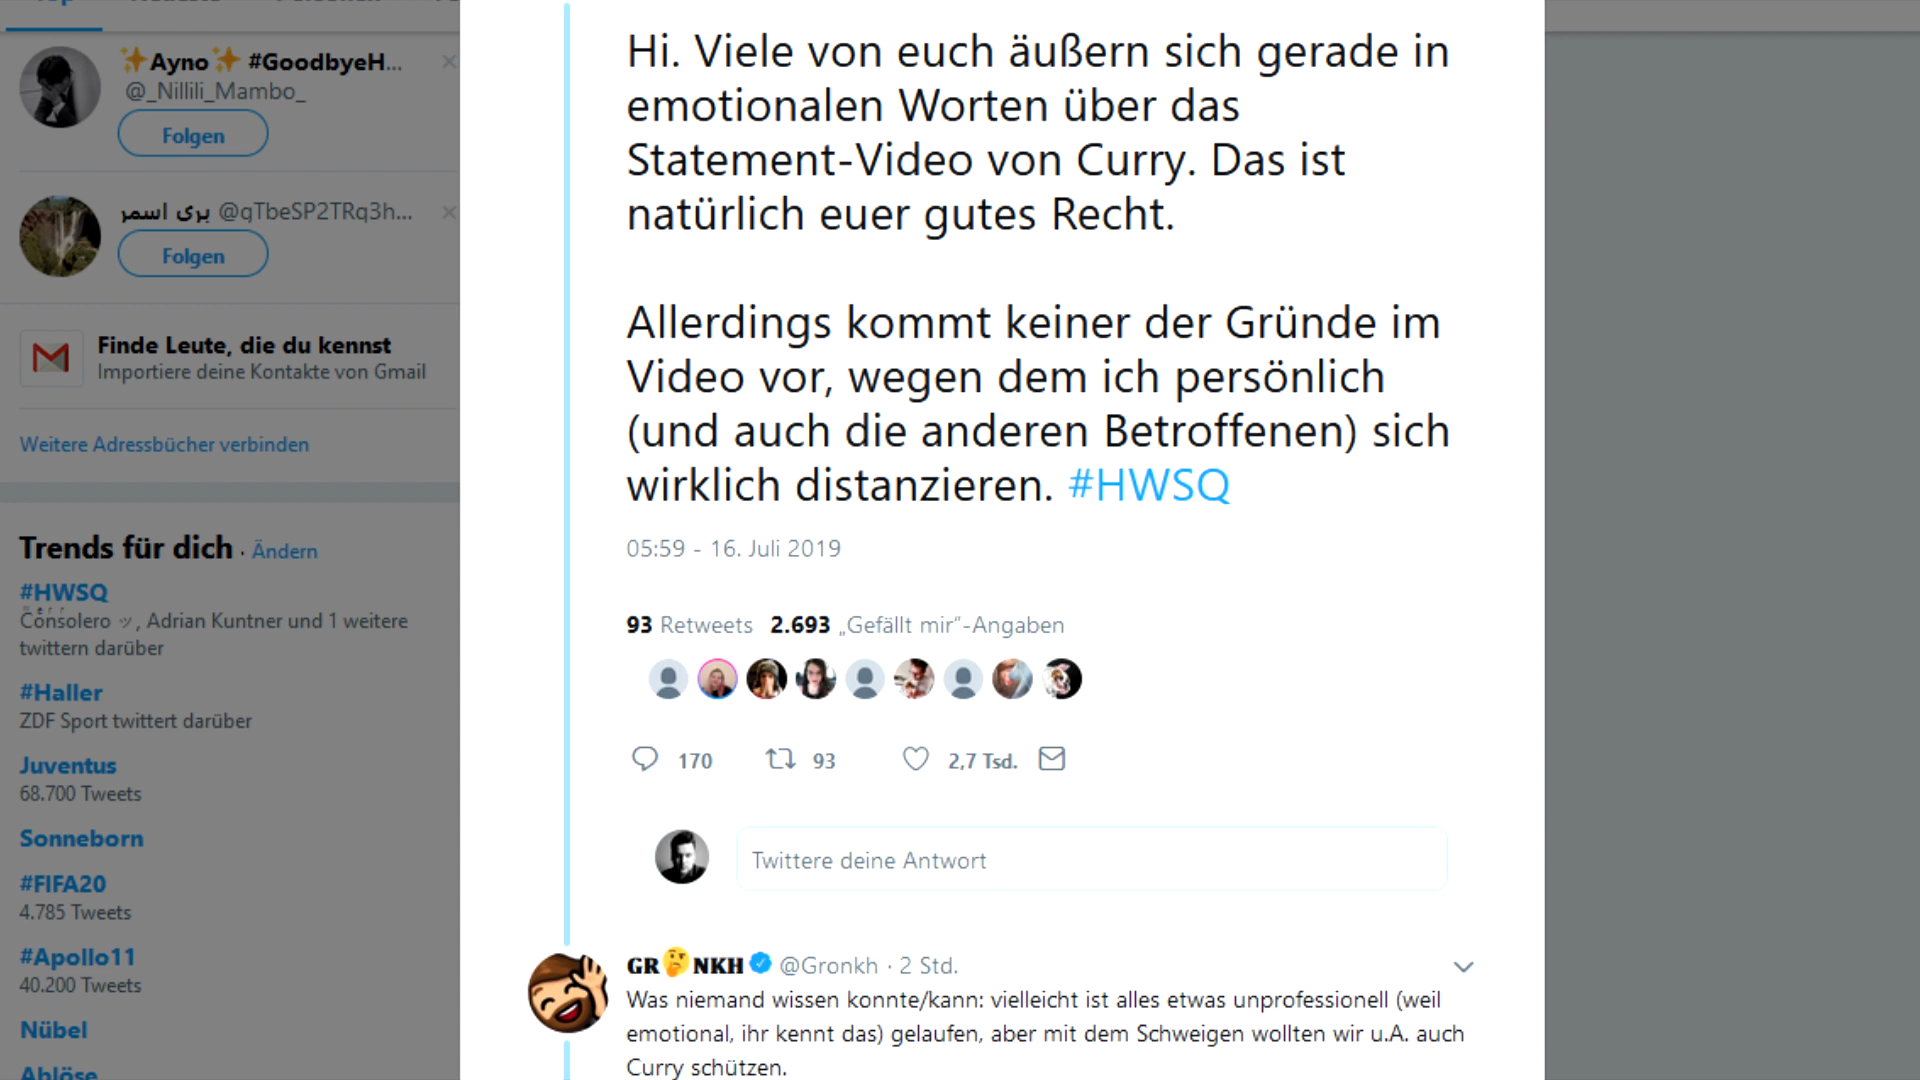 ✨Ayno✨ #GoodbyeH...
@_Nillili_Mambo_
Folgen
بری اسمر @qTbeSP2TRq3h...
Folgen
Finde Leute, die du kennst
Importiere deine Kontakte von Gmail
Weitere Adressbücher verbinden
Trends für dich · Ändern
#HWSQ
Consolero ッ, Adrian Kuntner und 1 weitere
twittern darüber
#Haller
ZDF Sport twittert darüber
Juventus
68.700 Tweets
Sonneborn
#FIFA20
4.785 Tweets
#Apollo11
40.200 Tweets
Nübel
Ablöse
Hi. Viele von euch äußern sich gerade in
emotionalen Worten über das
Statement-Video von Curry. Das ist
natürlich euer gutes Recht.
Allerdings kommt keiner der Gründe im
Video vor, wegen dem ich persönlich
(und auch die anderen Betroffenen) sich
wirklich distanzieren. #HWSQ
05:59 - 16. Juli 2019
93 Retweets 2.693 „Gefällt mir“-Angaben
170 93 2,7 Tsd.
Twittere deine Antwort
GR🤔NKH @Gronkh · 2 Std.
Was niemand wissen konnte/kann: vielleicht ist alles etwas unprofessionell (weil
emotional, ihr kennt das) gelaufen, aber mit dem Schweigen wollten wir u.A. auch
Curry schützen.